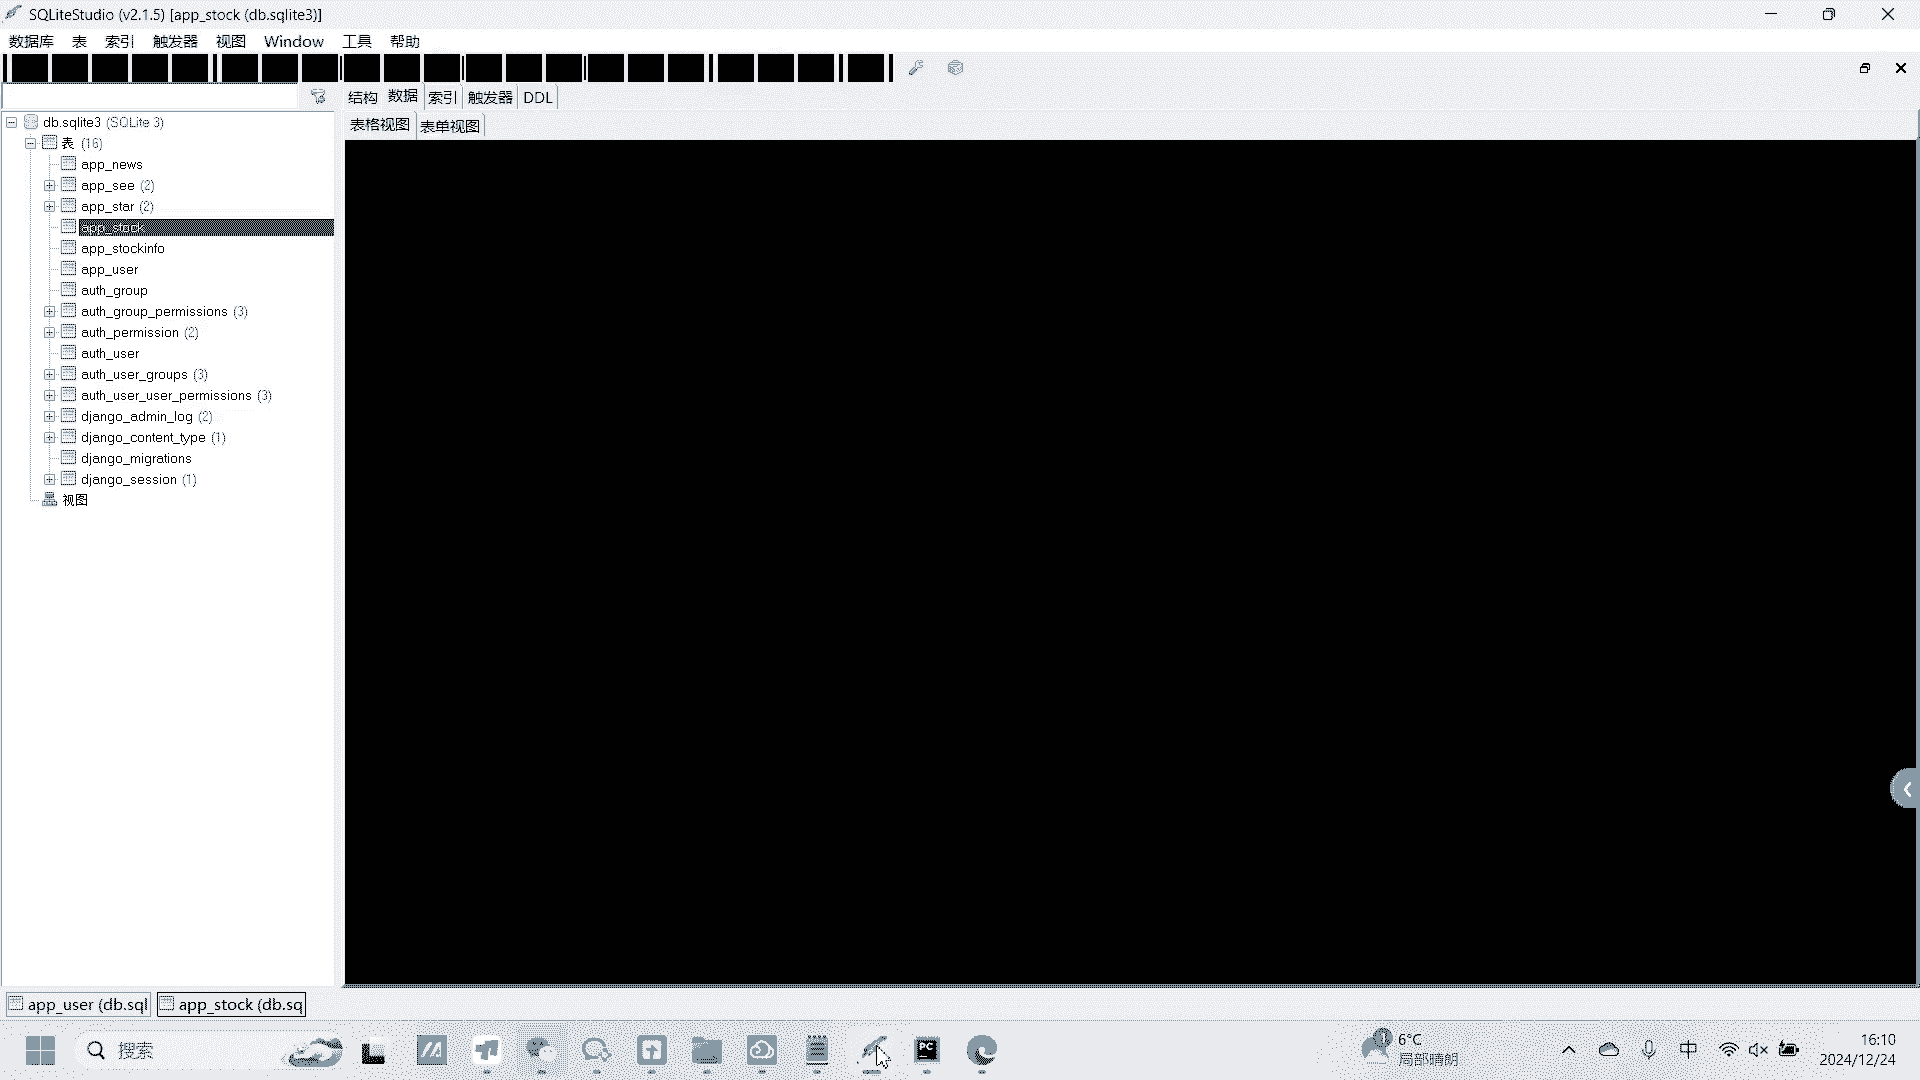 SQLiteStudio (v2.1.5) [app_stock (db.sqlite3)]
数据库 表 索引 触发器 视图 Window 工具 帮助
结构 数据 索引 触发器 DDL
表格视图 表单视图
db.sqlite3 (SQLite 3)
表 (16)
app_news
app_see (2)
app_star (2)
app_stock
app_stockinfo
app_user
auth_group
auth_group_permissions (3)
auth_permission (2)
auth_user
auth_user_groups (3)
auth_user_user_permissions (3)
django_admin_log (2)
django_content_type (1)
django_migrations
django_session (1)
视图
app_user (db.sql
app_stock (db.sq
搜索
PC
1
6°C
局部晴朗
中
16:10
2024/12/24